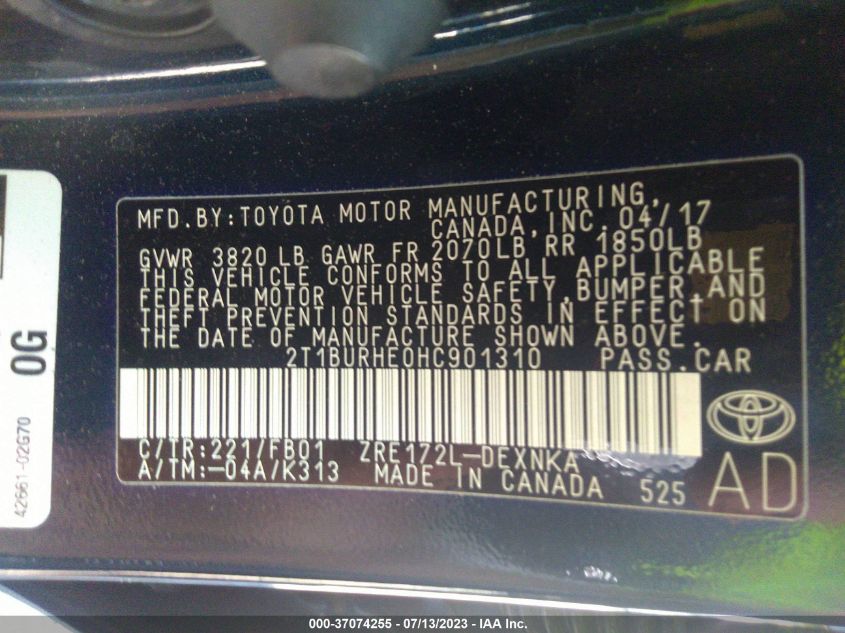 MFD.BY:TOYOTA MOTOR MANUFACTURING,
CANADA,INC. 04/17
GVWR 3820LB GAWR FR 2070LB RR 1850LB
THIS VEHICLE CONFORMS TO ALL APPLICABLE
FEDERAL MOTOR VEHICLE SAFETY,BUMPER,AND
THEFT PREVENTION STANDARDS IN EFFECT ON
THE DATE OF MANUFACTURE SHOWN ABOVE.
2T1BURHE0HC901310 PASS.CAR
C/TR:221/FB01 ZRE172L-DEXNKA
A/TM:-04A/K313 MADE IN CANADA 525
AD
0G
42661-02G70
000-37074255 - 07/13/2023 - IAA Inc.